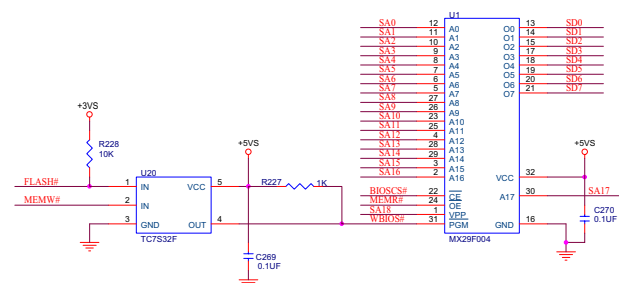 U1
SA0 12 A0 O0 13 SD0
SA1 11 A1 O1 14 SD1
SA2 10 A2 O2 15 SD2
SA3 9 A3 O3 17 SD3
SA4 8 A4 O4 18 SD4
SA5 7 A5 O5 19 SD5
SA6 6 A6 O6 20 SD6
SA7 5 A7 O7 21 SD7
SA8 27 A8
SA9 26 A9
SA10 23 A10
SA11 25 A11
SA12 4 A12
SA13 28 A13
SA14 29 A14
SA15 3 A15
SA16 2 A16
+3VS
R228
10K
+5VS
+5VS
U20
FLASH# 1 IN VCC 5
R227 1K
MEMW# 2 IN
3 GND OUT 4
TC7S32F
VCC 32
A17 30 SA17
BIOSCS# 22 CE
MEMR# 24 OE
SA18 1 VPP
WBIOS# 31 PGM GND 16
MX29F004
C270
0.1UF
C269
0.1UF